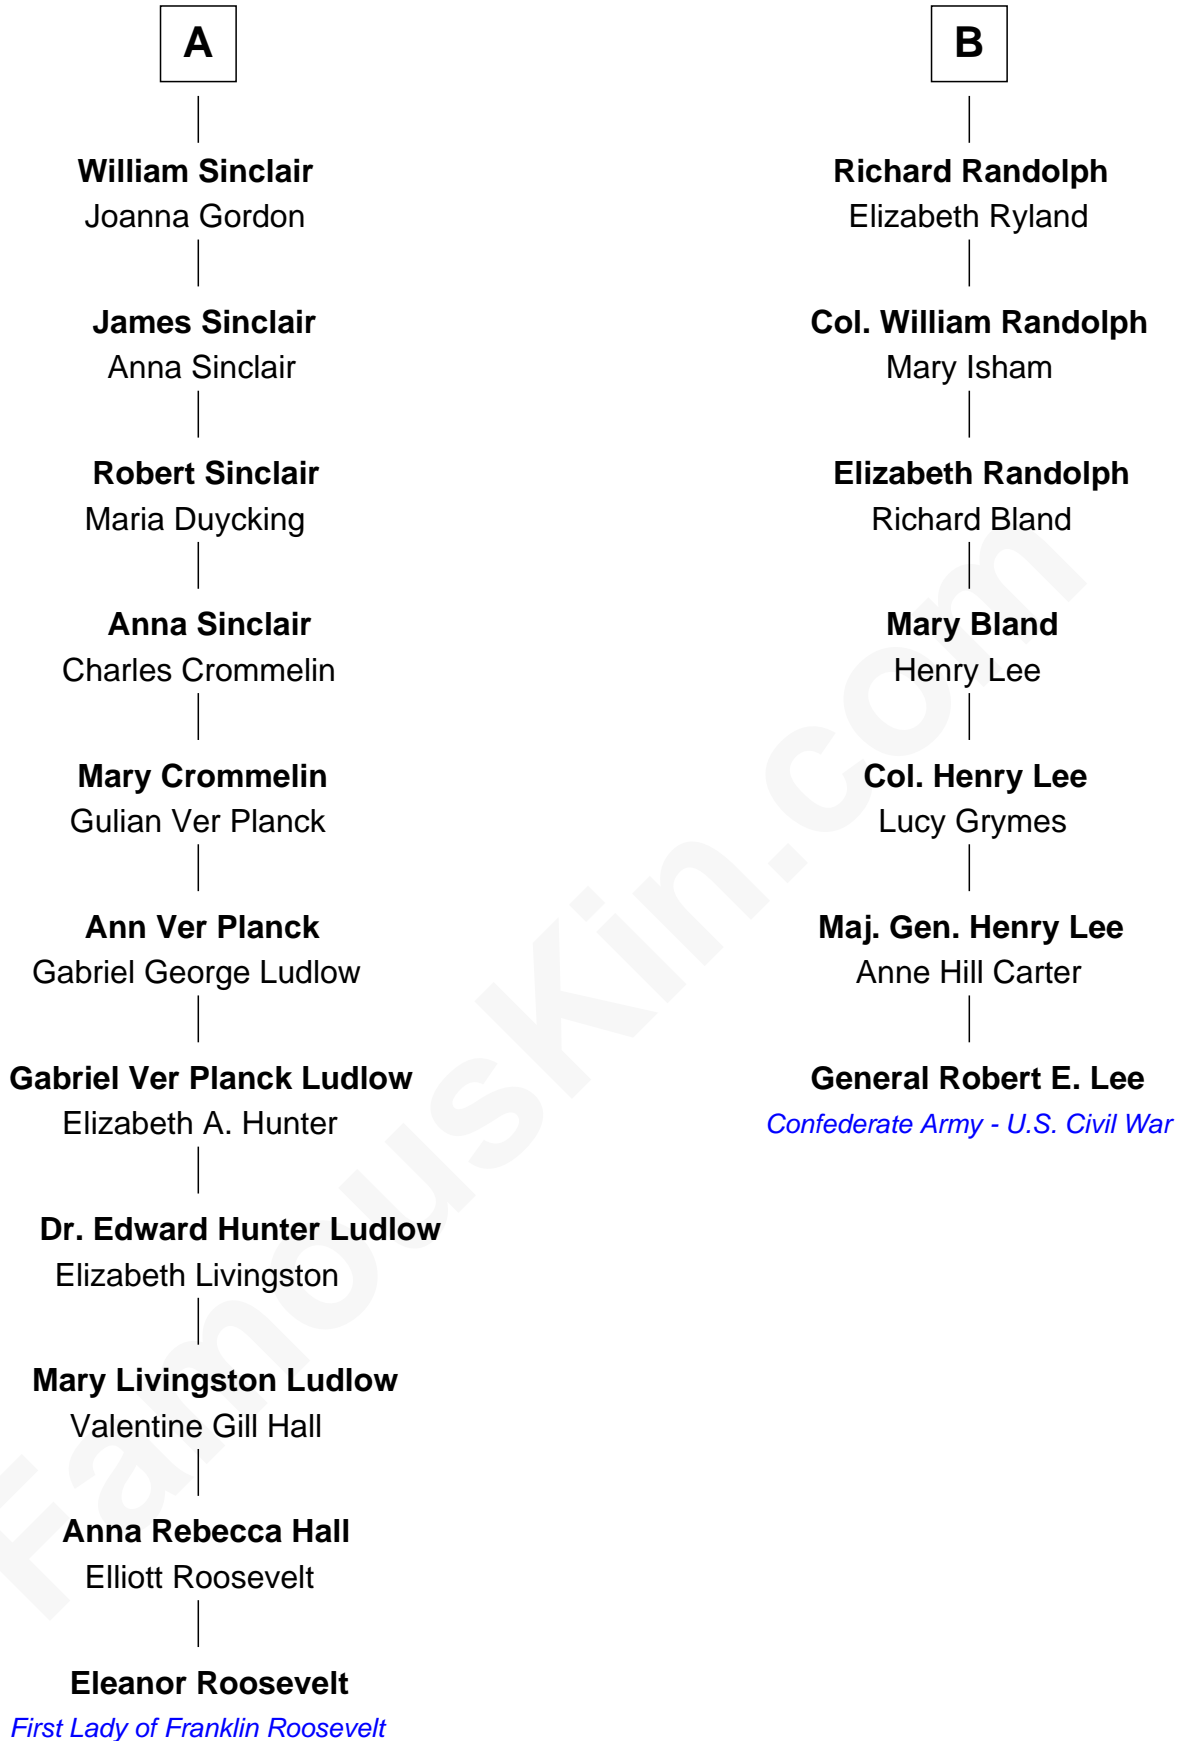 A
William Sinclair
Joanna Gordon
James Sinclair
Anna Sinclair
Robert Sinclair
Maria Duycking
Anna Sinclair
Charles Crommelin
Mary Crommelin
Gulian Ver Planck
Ann Ver Planck
Gabriel George Ludlow
Gabriel Ver Planck Ludlow
Elizabeth A. Hunter
Dr. Edward Hunter Ludlow
Elizabeth Livingston
Mary Livingston Ludlow
Valentine Gill Hall
Anna Rebecca Hall
Elliott Roosevelt
Eleanor Roosevelt
First Lady of Franklin Roosevelt
B
Richard Randolph
Elizabeth Ryland
Col. William Randolph
Mary Isham
Elizabeth Randolph
Richard Bland
Mary Bland
Henry Lee
Col. Henry Lee
Lucy Grymes
Maj. Gen. Henry Lee
Anne Hill Carter
General Robert E. Lee
Confederate Army - U.S. Civil War
FamousKin.com